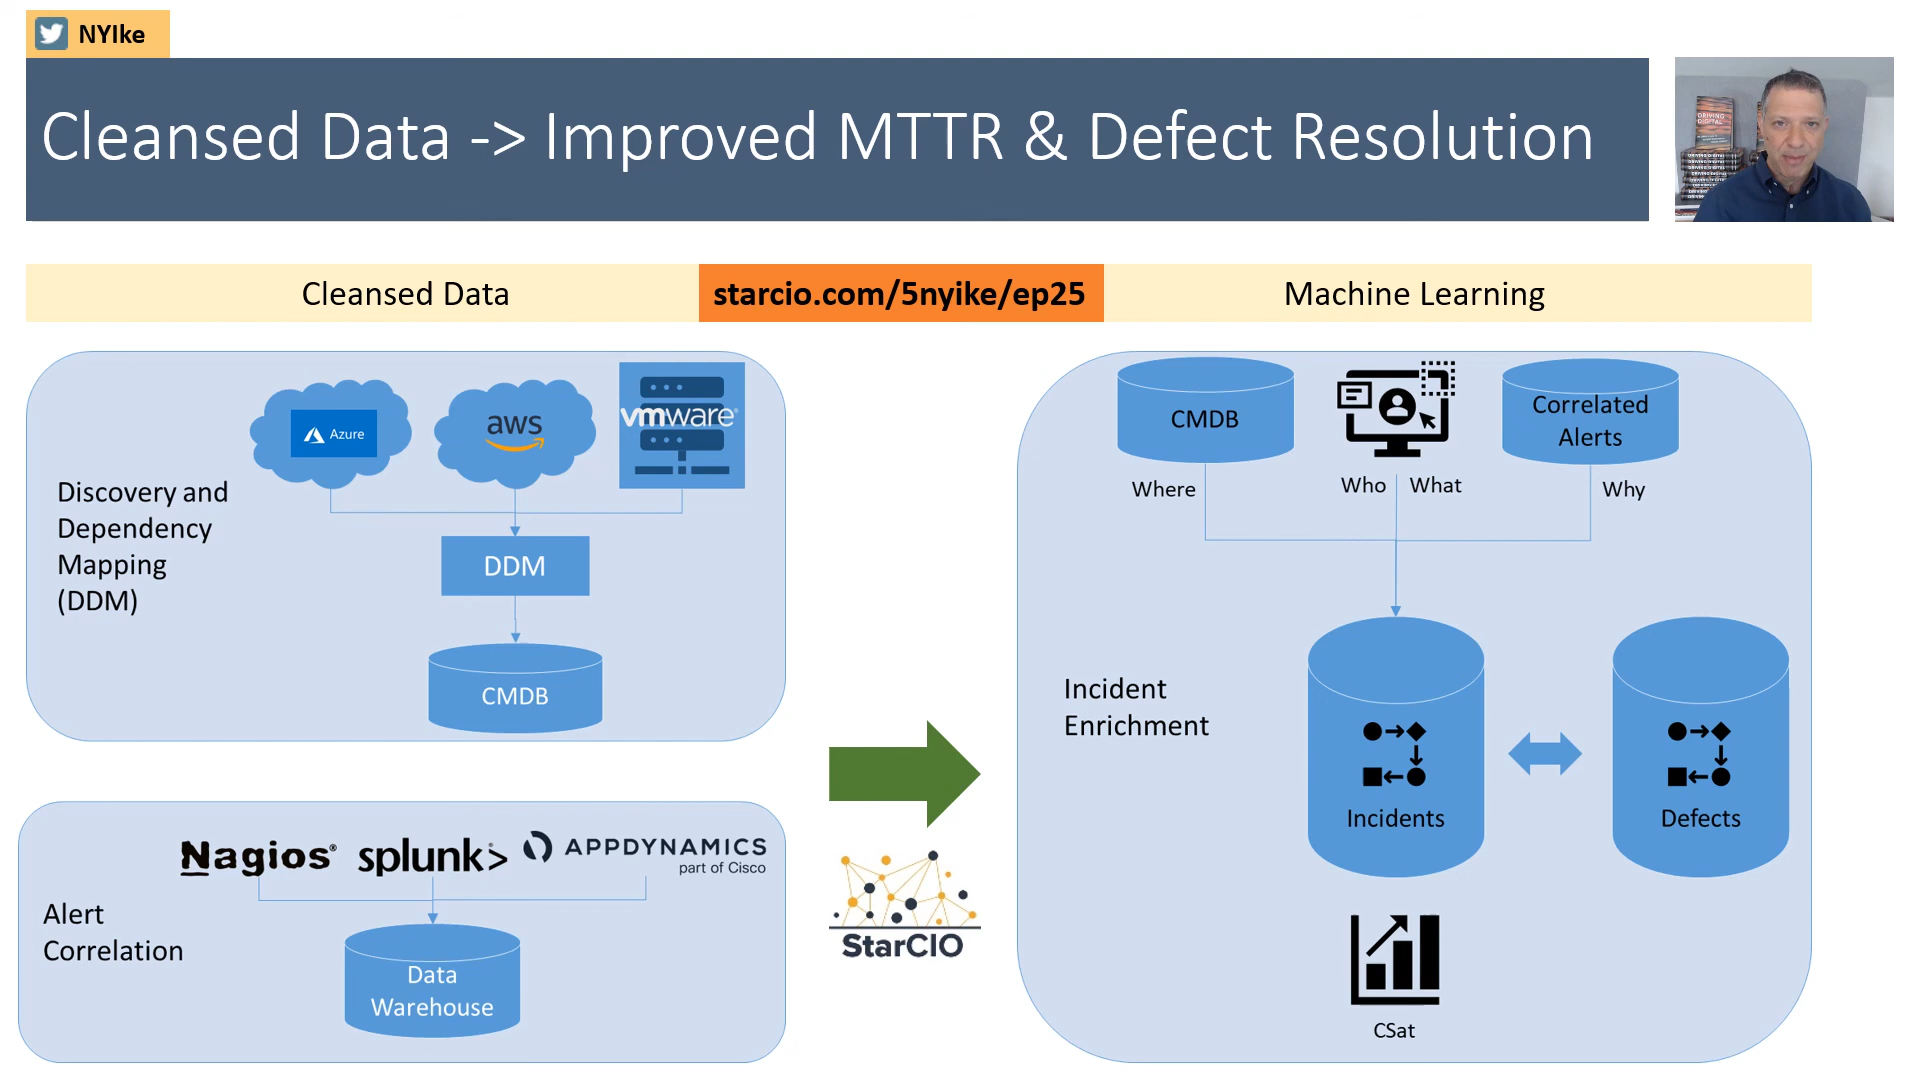 NYIke
Cleansed Data -> Improved MTTR & Defect Resolution
DRIVING
DIGITAL
Cleansed Data
starcio.com/5nyike/ep25
Machine Learning
Azure
aws
vmware®
Discovery and
Dependency
Mapping
(DDM)
DDM
CMDB
Nagios®
splunk>
APPDYNAMICS
part of Cisco
Alert
Correlation
Data
Warehouse
StarCIO
CMDB
Correlated
Alerts
Where
Who
What
Why
Incident
Enrichment
Incidents
Defects
CSat